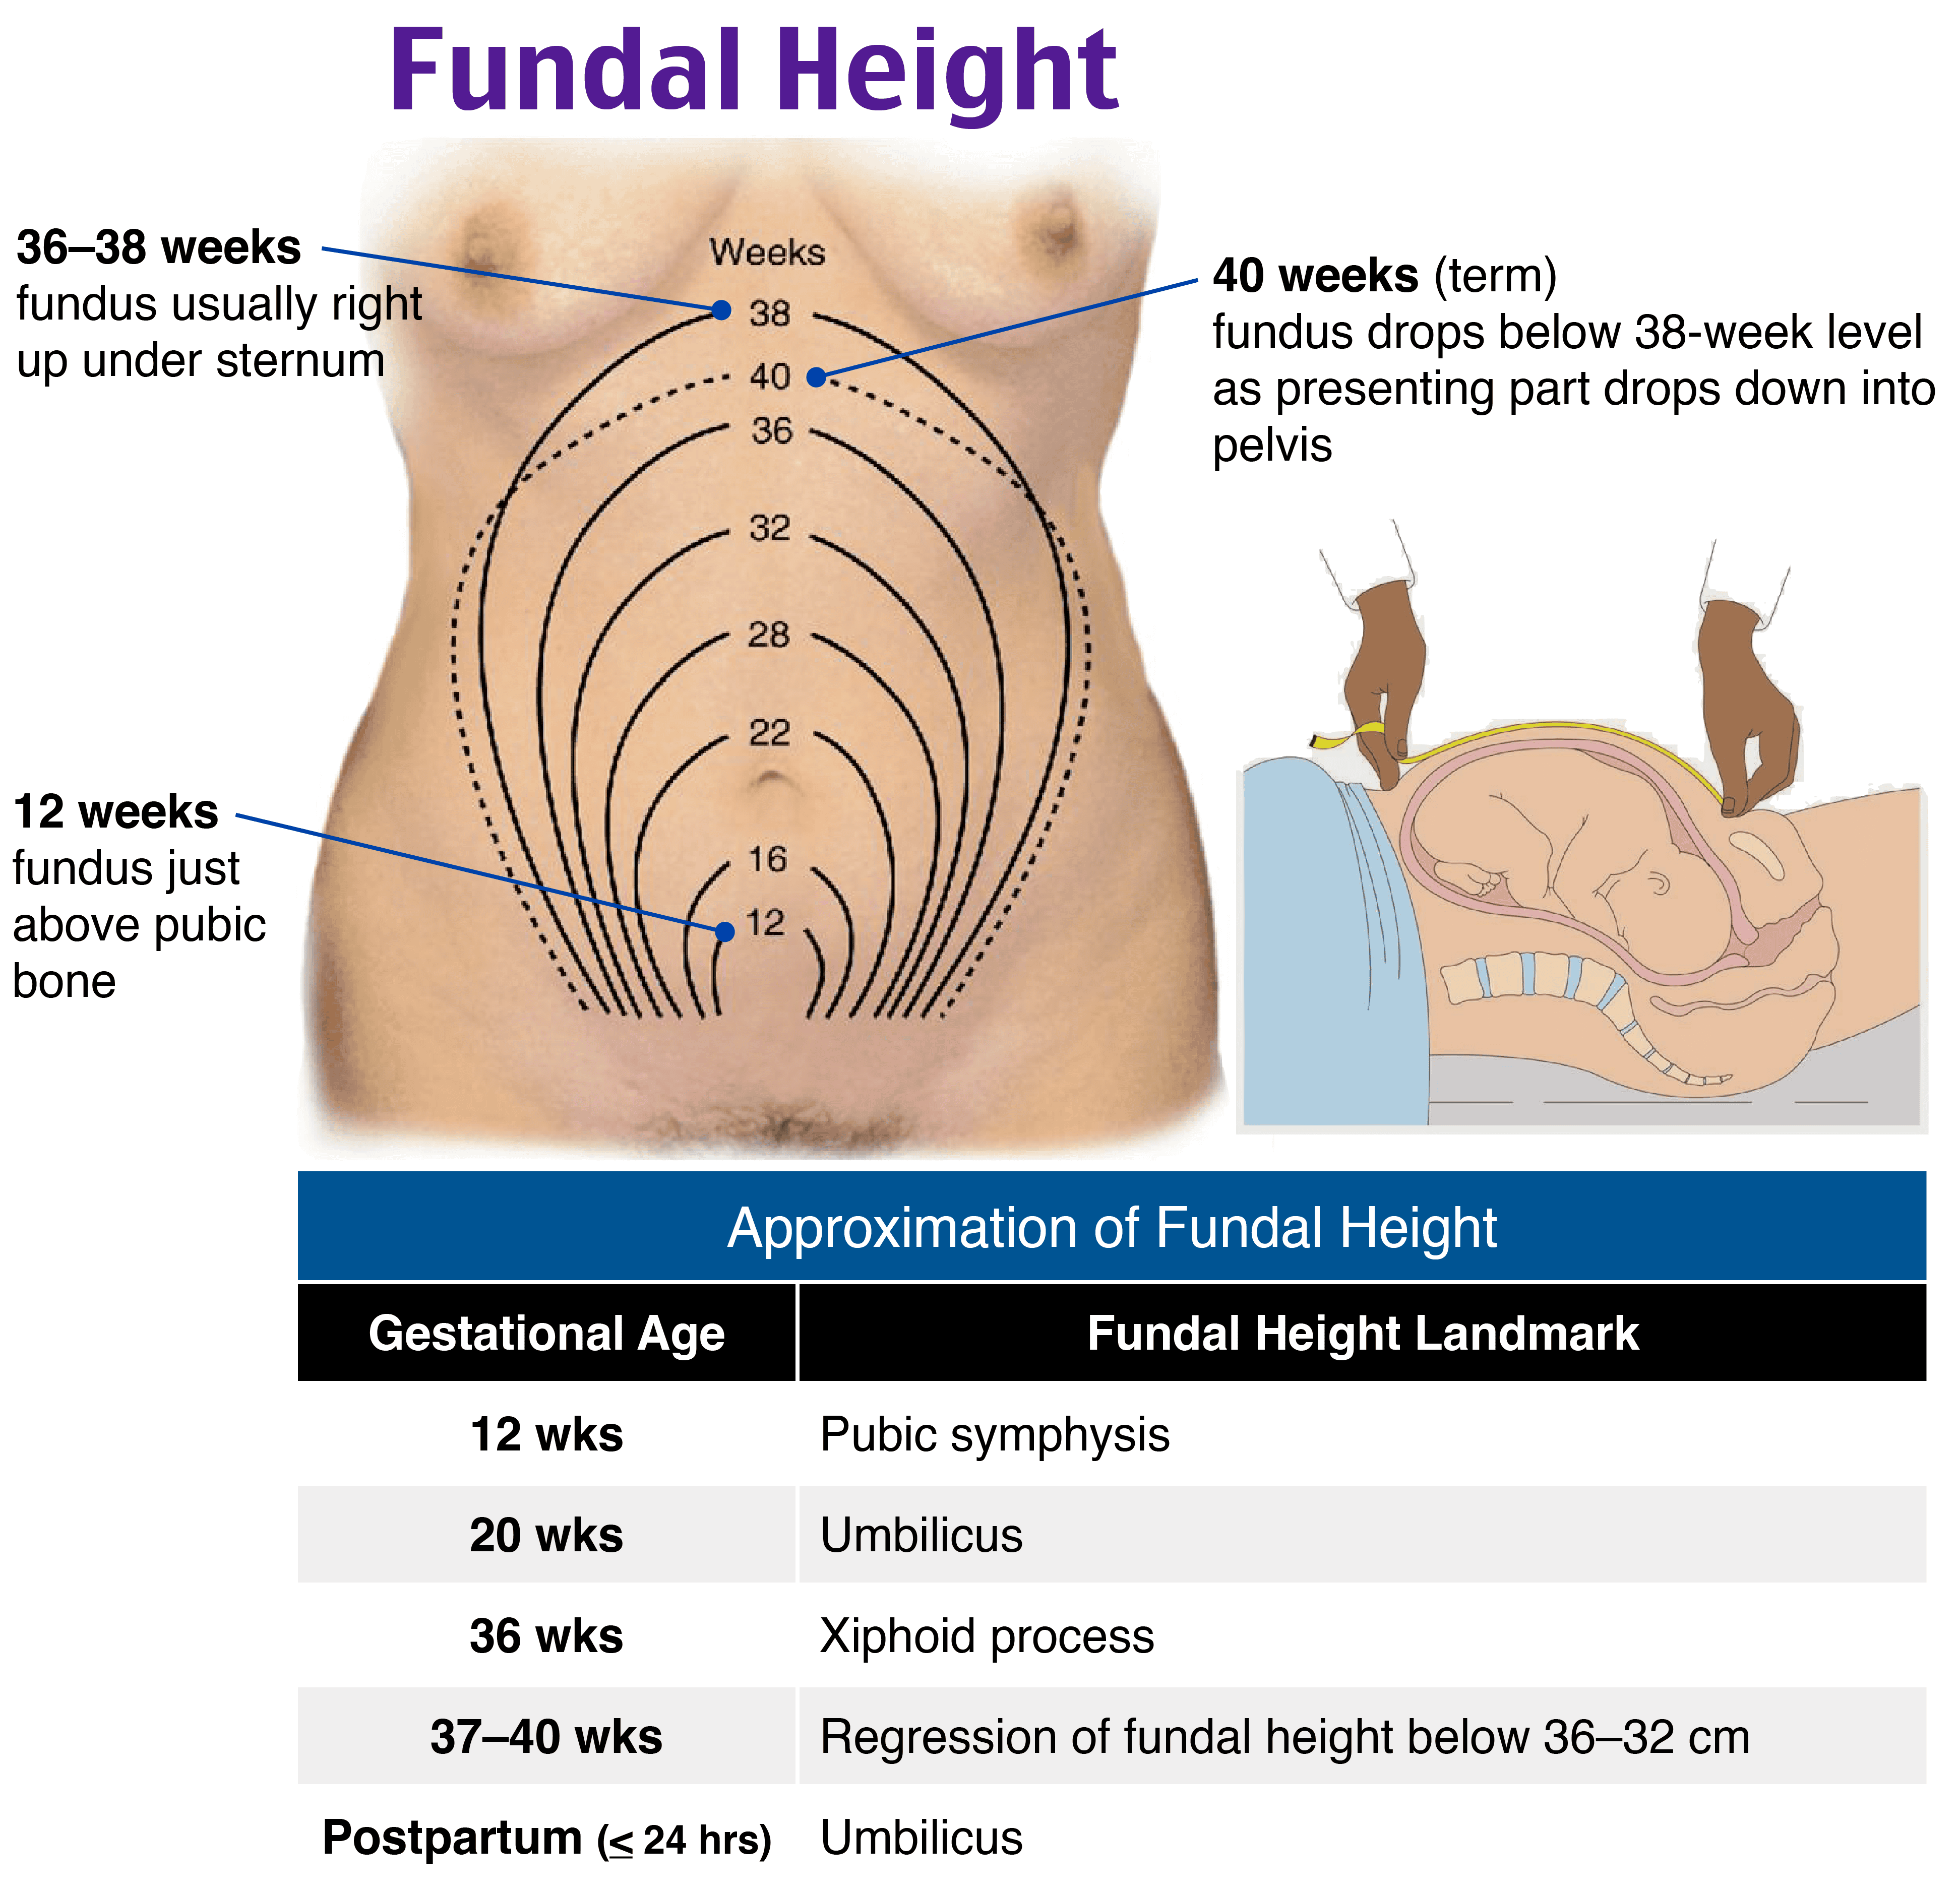 Fundal Height
36–38 weeks
fundus usually right
up under sternum
Weeks
38
40
36
32
28
22
16
12
40 weeks (term)
fundus drops below 38-week level
as presenting part drops down into
pelvis
12 weeks
fundus just
above pubic
bone
Approximation of Fundal Height
Gestational Age Fundal Height Landmark
12 wks Pubic symphysis
20 wks Umbilicus
36 wks Xiphoid process
37–40 wks Regression of fundal height below 36–32 cm
Postpartum (≤ 24 hrs) Umbilicus